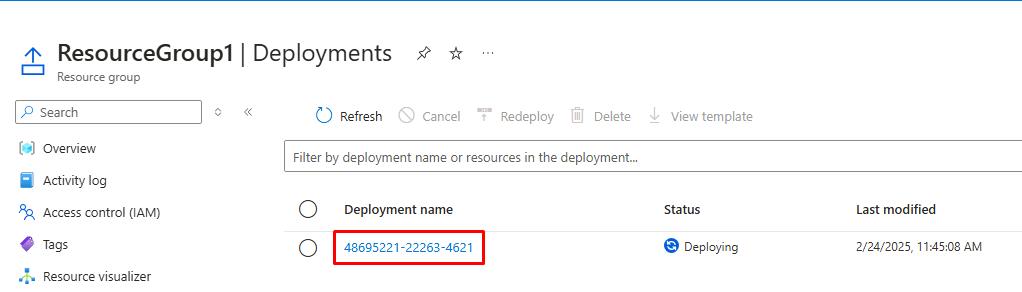 ResourceGroup1 | Deployments
Resource group
Search
Refresh Cancel Redeploy Delete View template
Overview
Activity log
Access control (IAM)
Tags
Resource visualizer
Filter by deployment name or resources in the deployment...
Deployment name Status Last modified
48695221-22263-4621 Deploying 2/24/2025, 11:45:08 AM